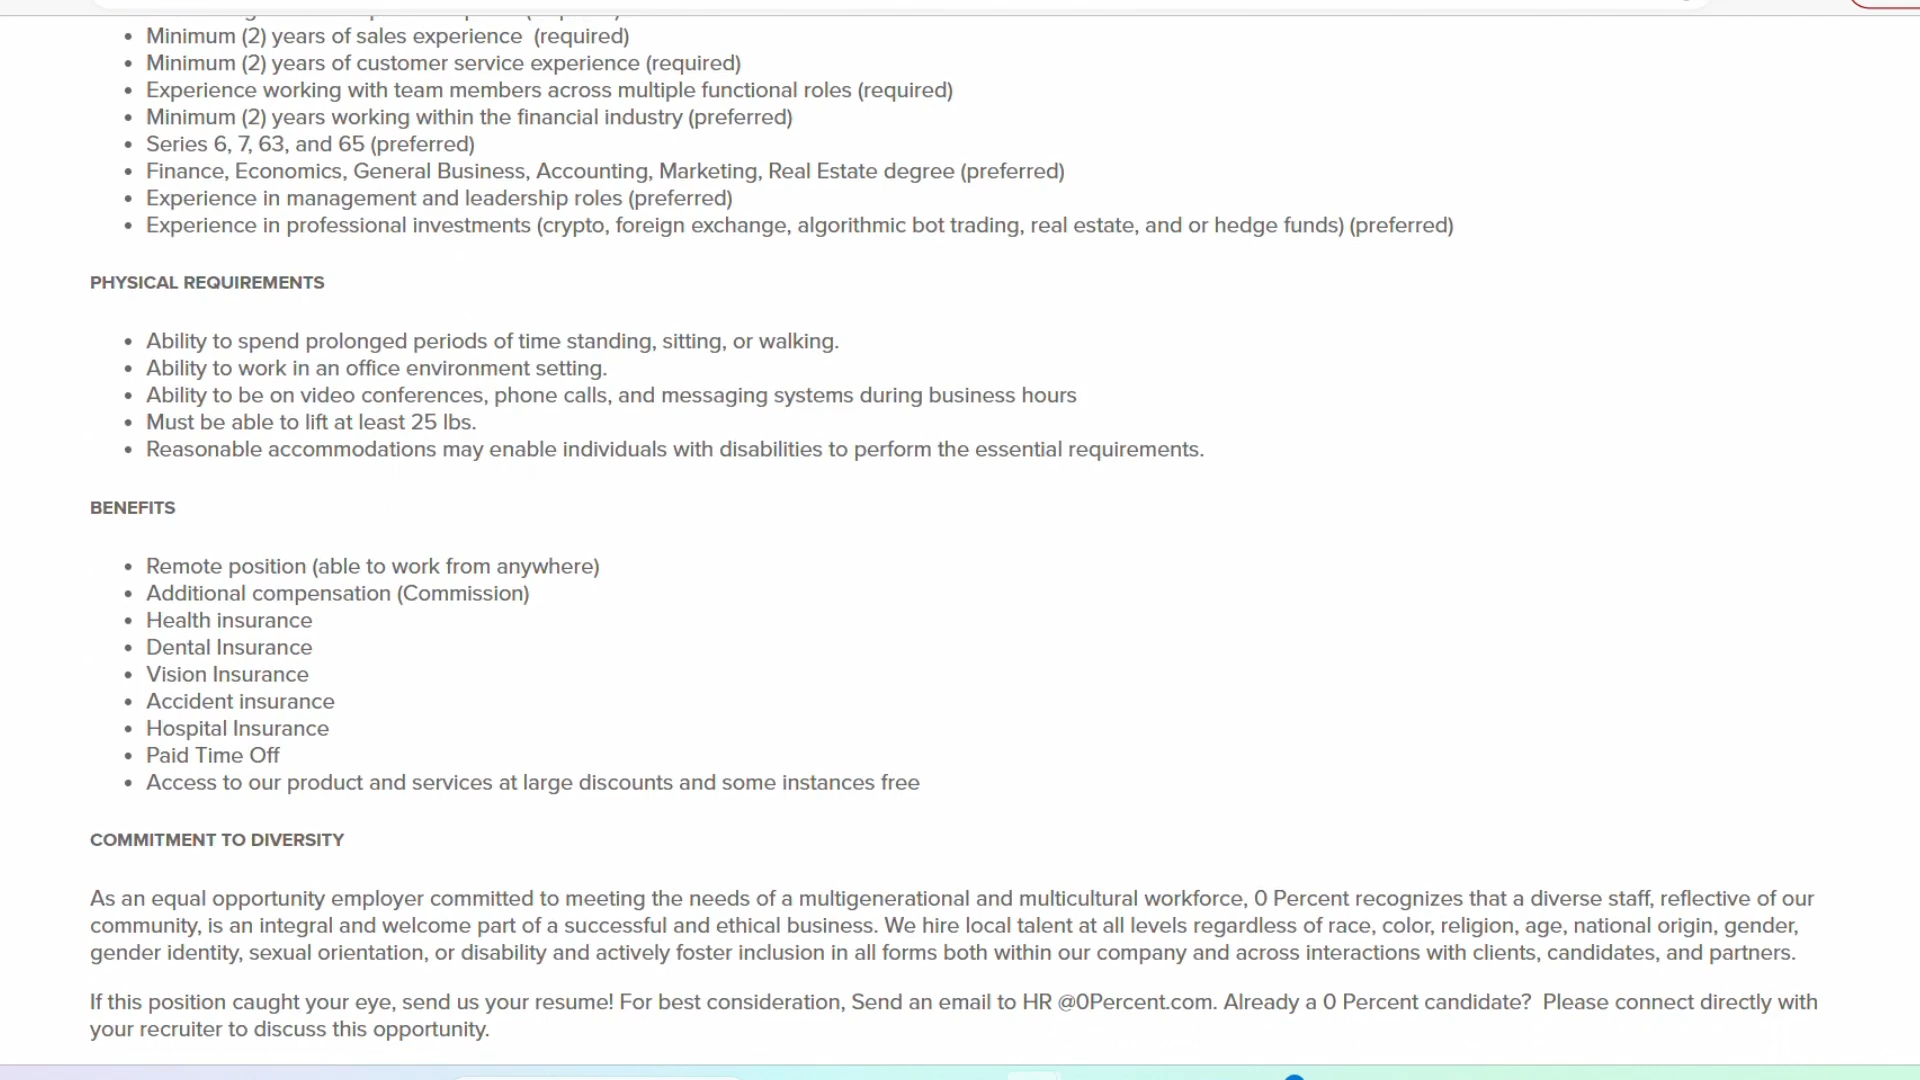 • Minimum (2) years of sales experience  (required)
• Minimum (2) years of customer service experience (required)
• Experience working with team members across multiple functional roles (required)
• Minimum (2) years working within the financial industry (preferred)
• Series 6, 7, 63, and 65 (preferred)
• Finance, Economics, General Business, Accounting, Marketing, Real Estate degree (preferred)
• Experience in management and leadership roles (preferred)
• Experience in professional investments (crypto, foreign exchange, algorithmic bot trading, real estate, and or hedge funds) (preferred)
PHYSICAL REQUIREMENTS
• Ability to spend prolonged periods of time standing, sitting, or walking.
• Ability to work in an office environment setting.
• Ability to be on video conferences, phone calls, and messaging systems during business hours
• Must be able to lift at least 25 lbs.
• Reasonable accommodations may enable individuals with disabilities to perform the essential requirements.
BENEFITS
• Remote position (able to work from anywhere)
• Additional compensation (Commission)
• Health insurance
• Dental Insurance
• Vision Insurance
• Accident insurance
• Hospital Insurance
• Paid Time Off
• Access to our product and services at large discounts and some instances free
COMMITMENT TO DIVERSITY
As an equal opportunity employer committed to meeting the needs of a multigenerational and multicultural workforce, 0 Percent recognizes that a diverse staff, reflective of our
community, is an integral and welcome part of a successful and ethical business. We hire local talent at all levels regardless of race, color, religion, age, national origin, gender,
gender identity, sexual orientation, or disability and actively foster inclusion in all forms both within our company and across interactions with clients, candidates, and partners.
If this position caught your eye, send us your resume! For best consideration, Send an email to HR @0Percent.com. Already a 0 Percent candidate?  Please connect directly with
your recruiter to discuss this opportunity.